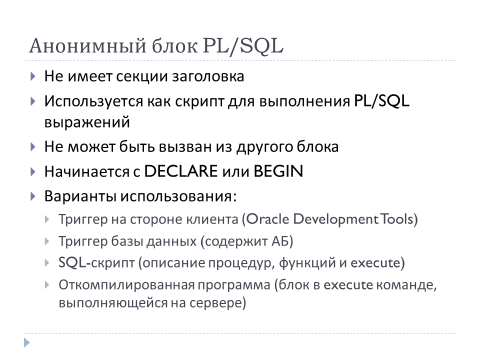 Анонимный блок PL/SQL
Не имеет секции заголовка
Используется как скрипт для выполнения PL/SQL
выражений
Не может быть вызван из другого блока
Начинается с DECLARE или BEGIN
Варианты использования:
Триггер на стороне клиента (Oracle Development Tools)
Триггер базы данных (содержит АБ)
SQL-скрипт (описание процедур, функций и execute)
Откомпилированная программа (блок в execute команде,
выполняющейся на сервере)